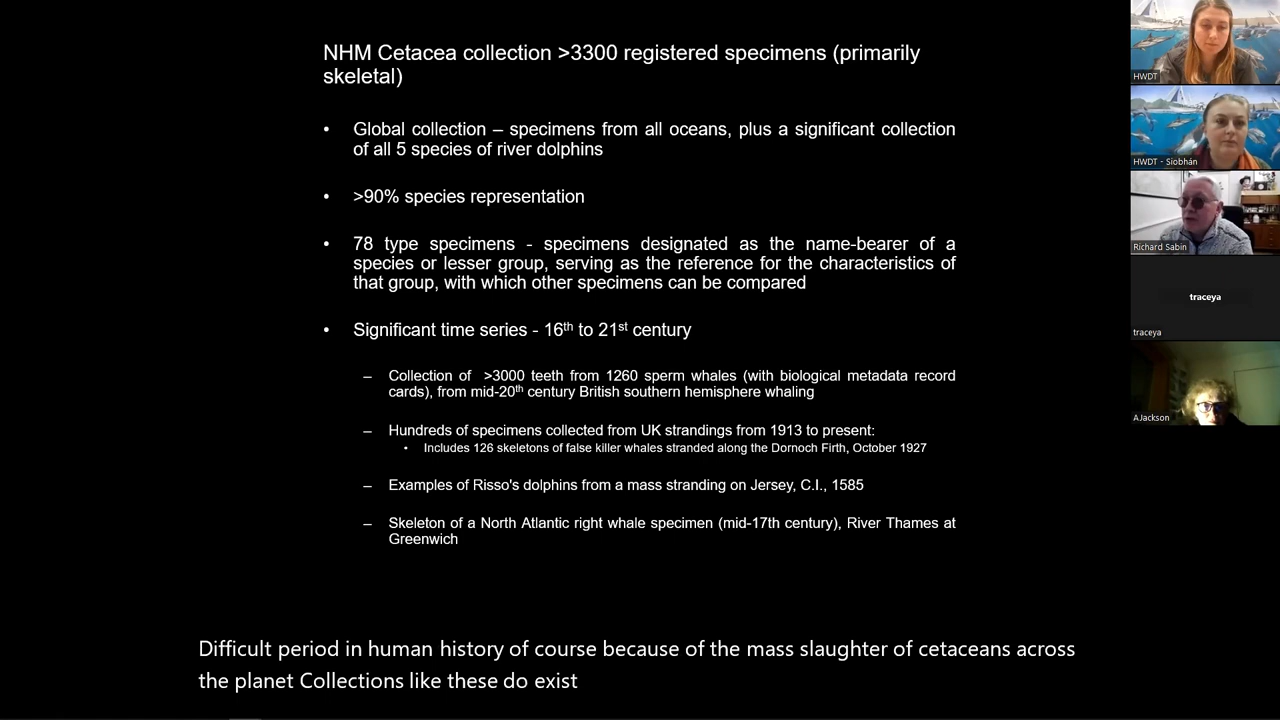 NHM Cetacea collection >3300 registered specimens (primarily
skeletal)
• Global collection – specimens from all oceans, plus a significant collection
of all 5 species of river dolphins
• >90% species representation
• 78 type specimens - specimens designated as the name-bearer of a
species or lesser group, serving as the reference for the characteristics of
that group, with which other specimens can be compared
• Significant time series - 16th to 21st century
– Collection of >3000 teeth from 1260 sperm whales (with biological metadata record
cards), from mid-20th century British southern hemisphere whaling
– Hundreds of specimens collected from UK strandings from 1913 to present:
• Includes 126 skeletons of false killer whales stranded along the Dornoch Firth, October 1927
– Examples of Risso's dolphins from a mass stranding on Jersey, C.I., 1585
– Skeleton of a North Atlantic right whale specimen (mid-17th century), River Thames at
Greenwich
Difficult period in human history of course because of the mass slaughter of cetaceans across
the planet Collections like these do exist
HWDT
HWDT - Siobhán
Richard Sabin
traceya
traceya
AJackson